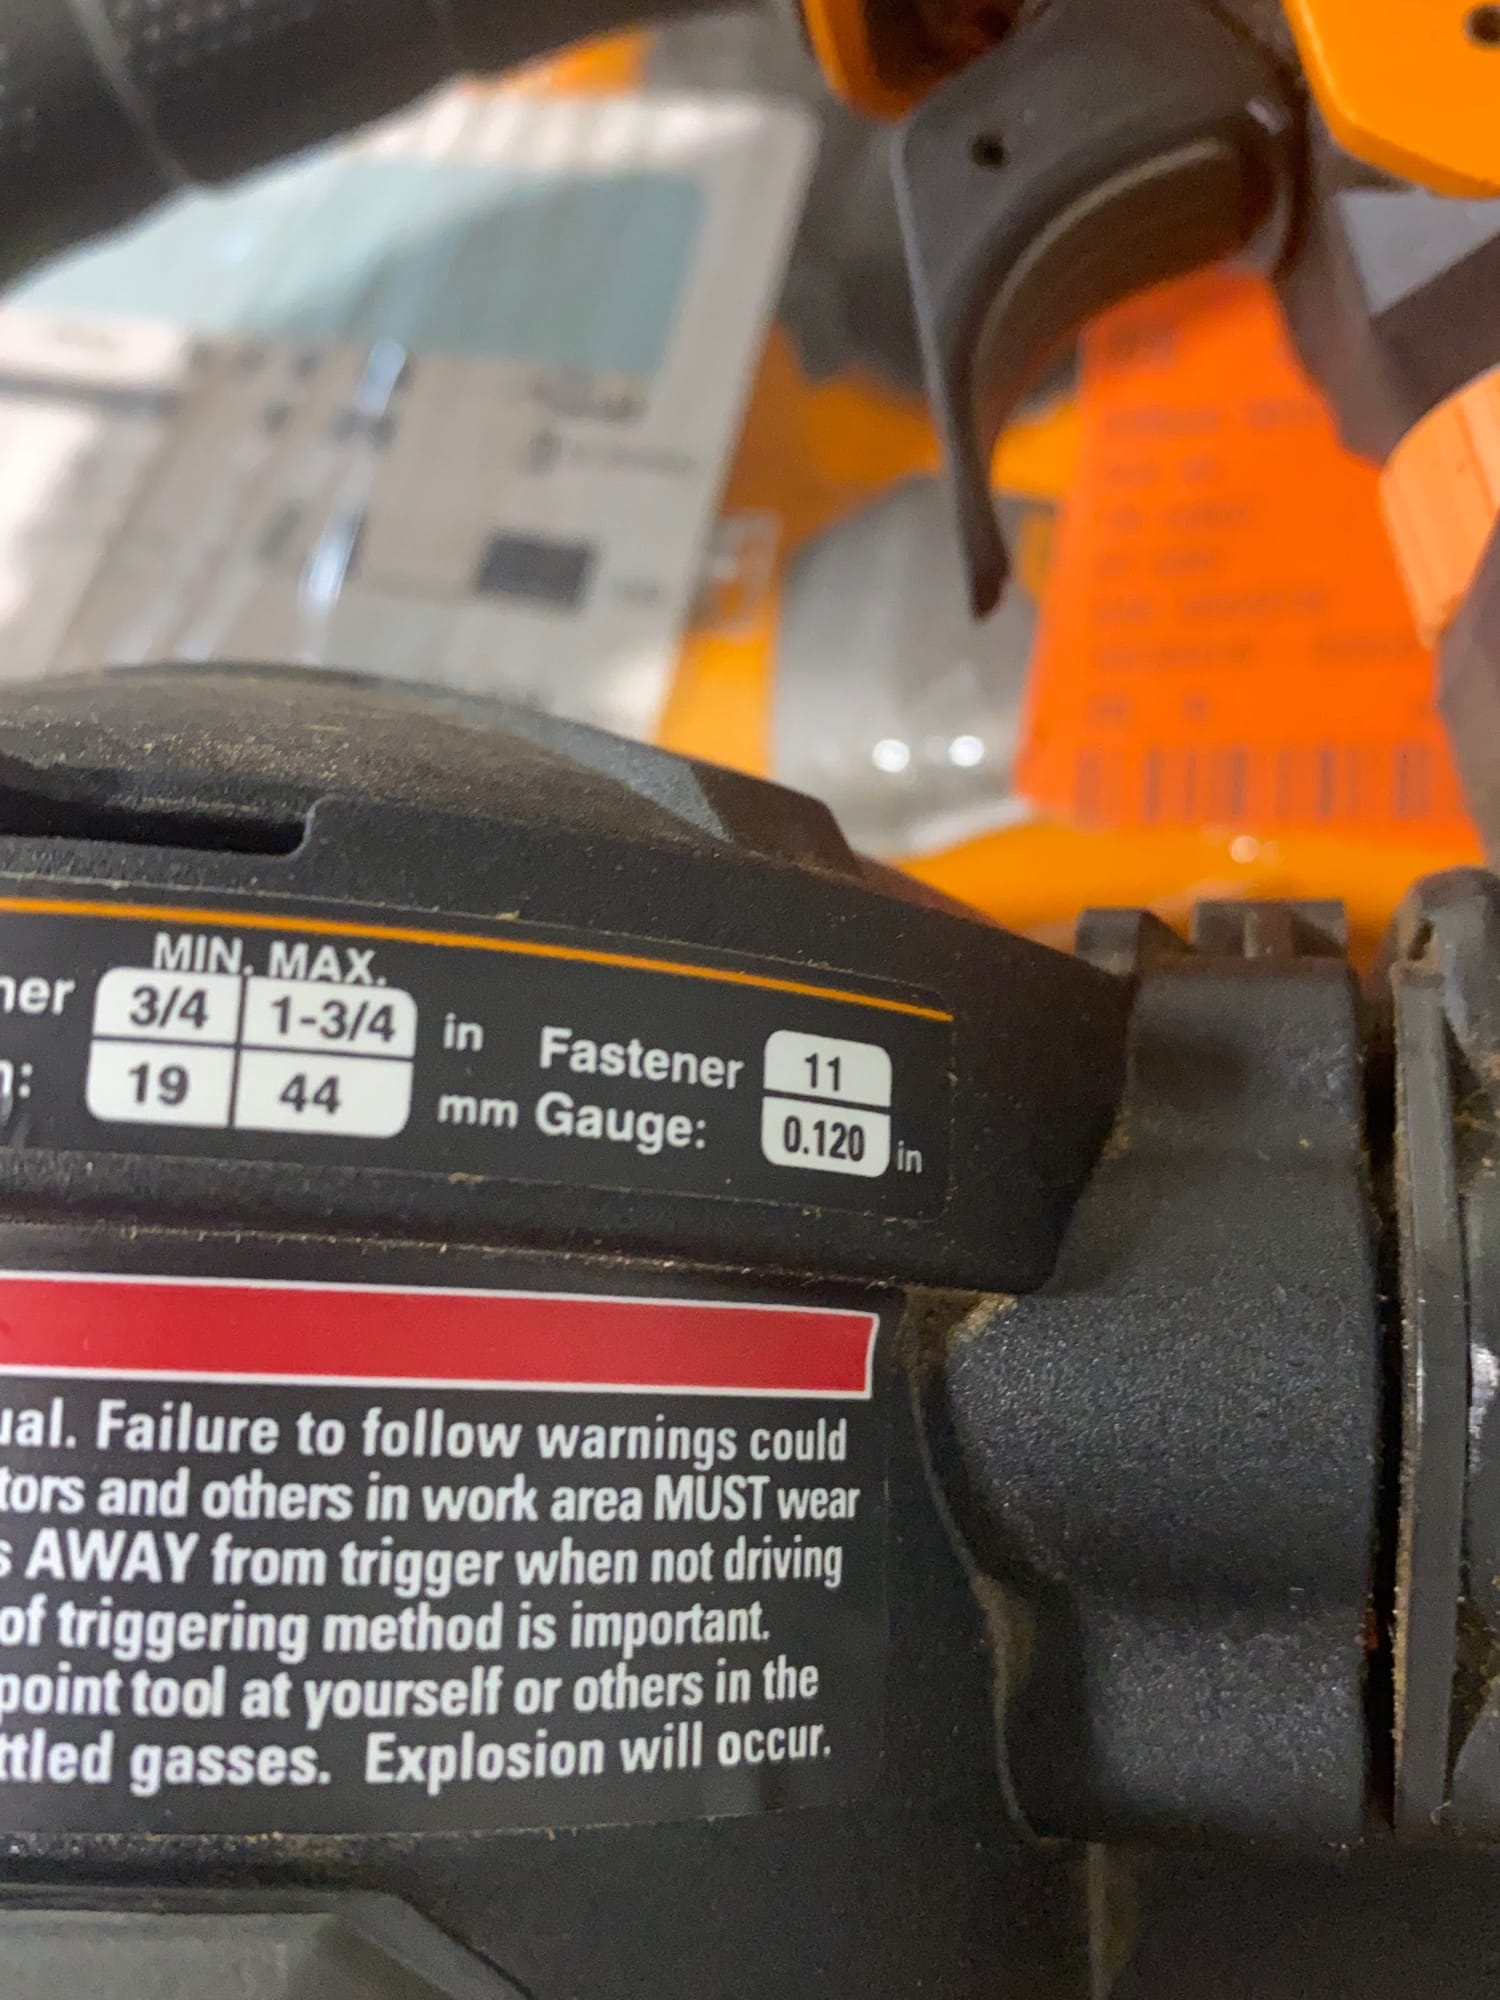 MIN. MAX.
ner 3/4 1-3/4 in Fastener 11
n: 19 44 mm Gauge: 0.120 in
ual. Failure to follow warnings could
tors and others in work area MUST wear
s AWAY from trigger when not driving
of triggering method is important.
point tool at yourself or others in the
ttled gasses. Explosion will occur.